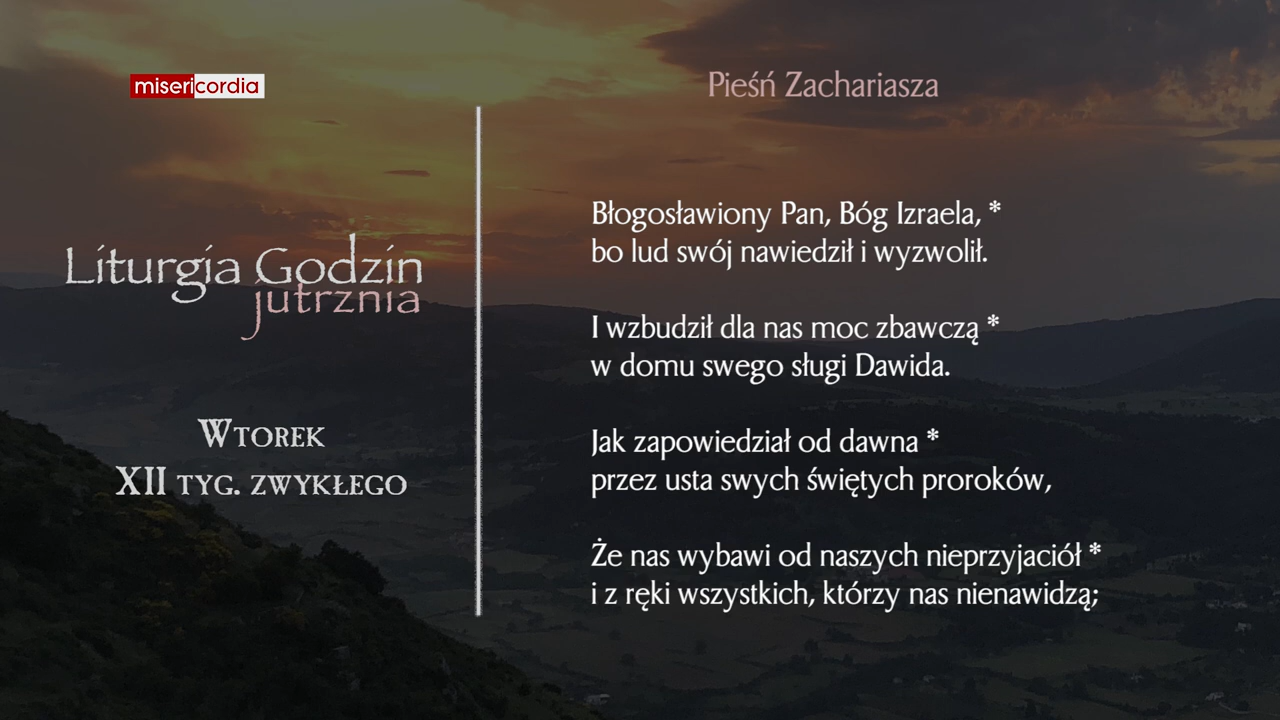 misericordia
Liturgia Godzin
jutrznia
Wtorek
XII tyg. zwykłego
Pieśń Zachariasza
Błogosławiony Pan, Bóg Izraela, *
bo lud swój nawiedził i wyzwolił.
I wzbudził dla nas moc zbawczą *
w domu swego sługi Dawida.
Jak zapowiedział od dawna *
przez usta swych świętych proroków,
Że nas wybawi od naszych nieprzyjaciół *
i z ręki wszystkich, którzy nas nienawidzą;